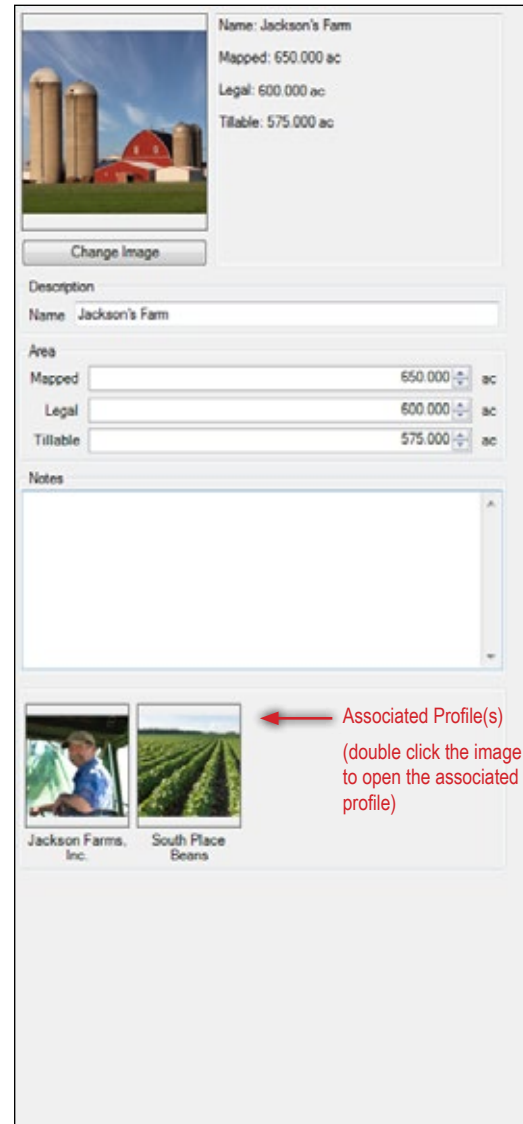 Name: Jackson's Farm
Mapped: 650.000 ac
Legal: 600.000 ac
Tillable: 575.000 ac
Change Image
Description
Name Jackson's Farm
Area
Mapped 650.000 ac
Legal 600.000 ac
Tillable 575.000 ac
Notes
Associated Profile(s)
(double click the image
to open the associated
profile)
Jackson Farms,
Inc.
South Place
Beans